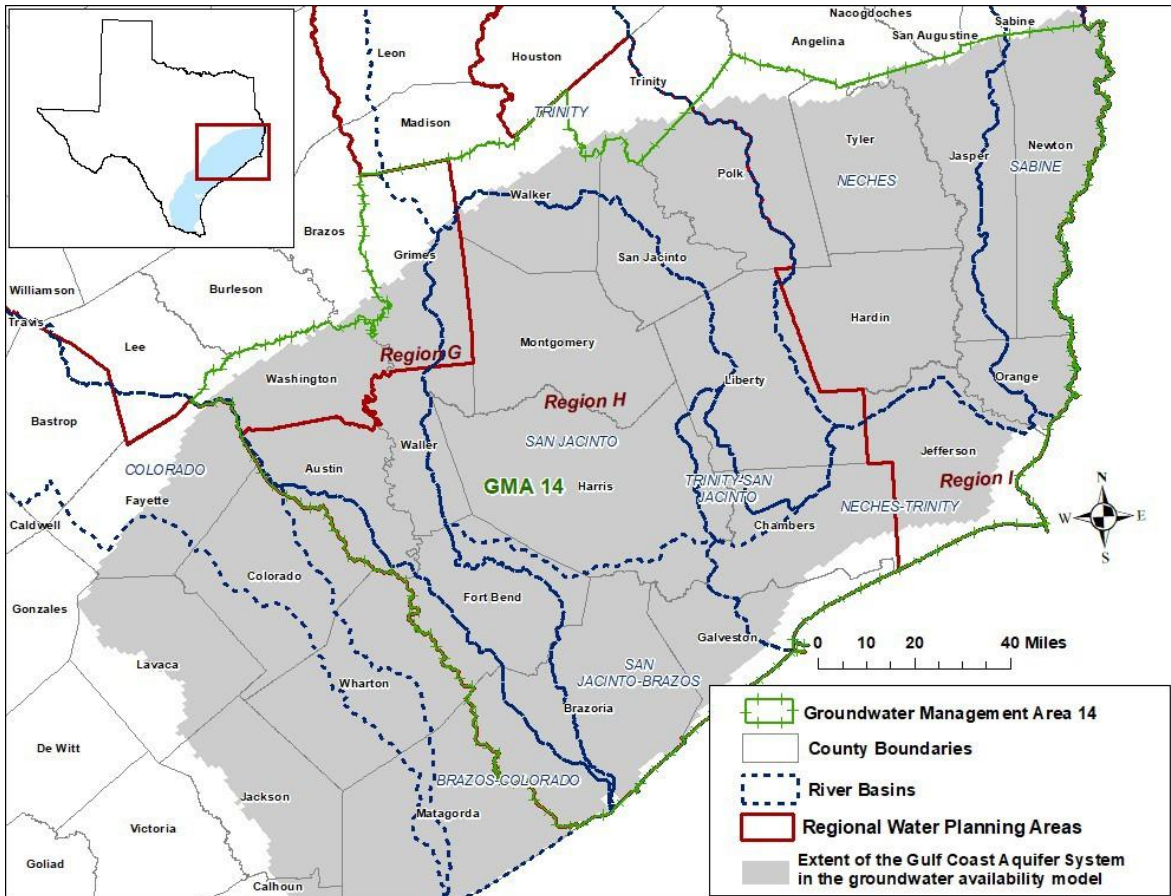 Nacogdoches
Sabine
San Augustine
Angelina
Leon
Houston
Trinity
TRINITY
Madison
Tyler
Jasper
Newton
Polk
NECHES
SABINE
Walker
Brazos
Grimes
San Jacinto
Williamson
Burleson
Travis
Lee
Hardin
Montgomery
Region G
Washington
Liberty
Orange
Region H
Bastrop
Waller
SAN JACINTO
Jefferson
COLORADO
Austin
Region I
Fayette
GMA 14
Harris
TRINITY-SAN
JACINTO
NECHES-TRINITY
Chambers
Caldwell
N
W
E
S
Colorado
Fort Bend
Gonzales
Galveston
0 10 20 40 Miles
Lavaca
SAN
JACINTO-BRAZOS
Wharton
Brazoria
De Witt
BRAZOS-COLORADO
Jackson
Matagorda
Victoria
Goliad
Calhoun
Groundwater Management Area 14
County Boundaries
River Basins
Regional Water Planning Areas
Extent of the Gulf Coast Aquifer System
in the groundwater availability model